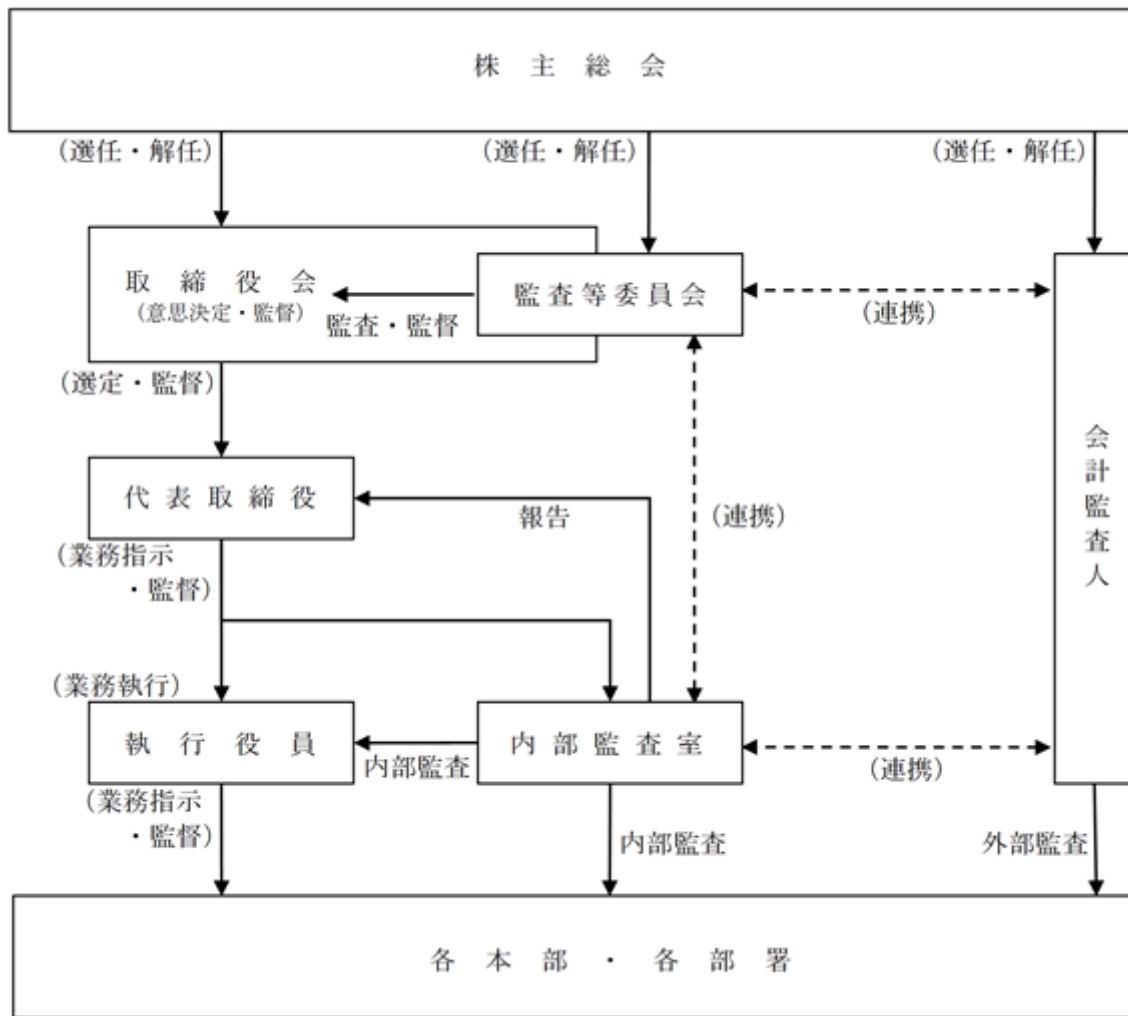 株主総会
(選任・解任)
(選任・解任)
(選任・解任)
取締役会
(意思決定・監督)
監査・監督
監査等委員会
(連携)
(選定・監督)
代表取締役
報告
(連携)
会計監査人
(業務指示
・監督)
(業務執行)
執行役員
内部監査
内部監査室
(連携)
(業務指示
・監督)
内部監査
外部監査
各本部・各部署